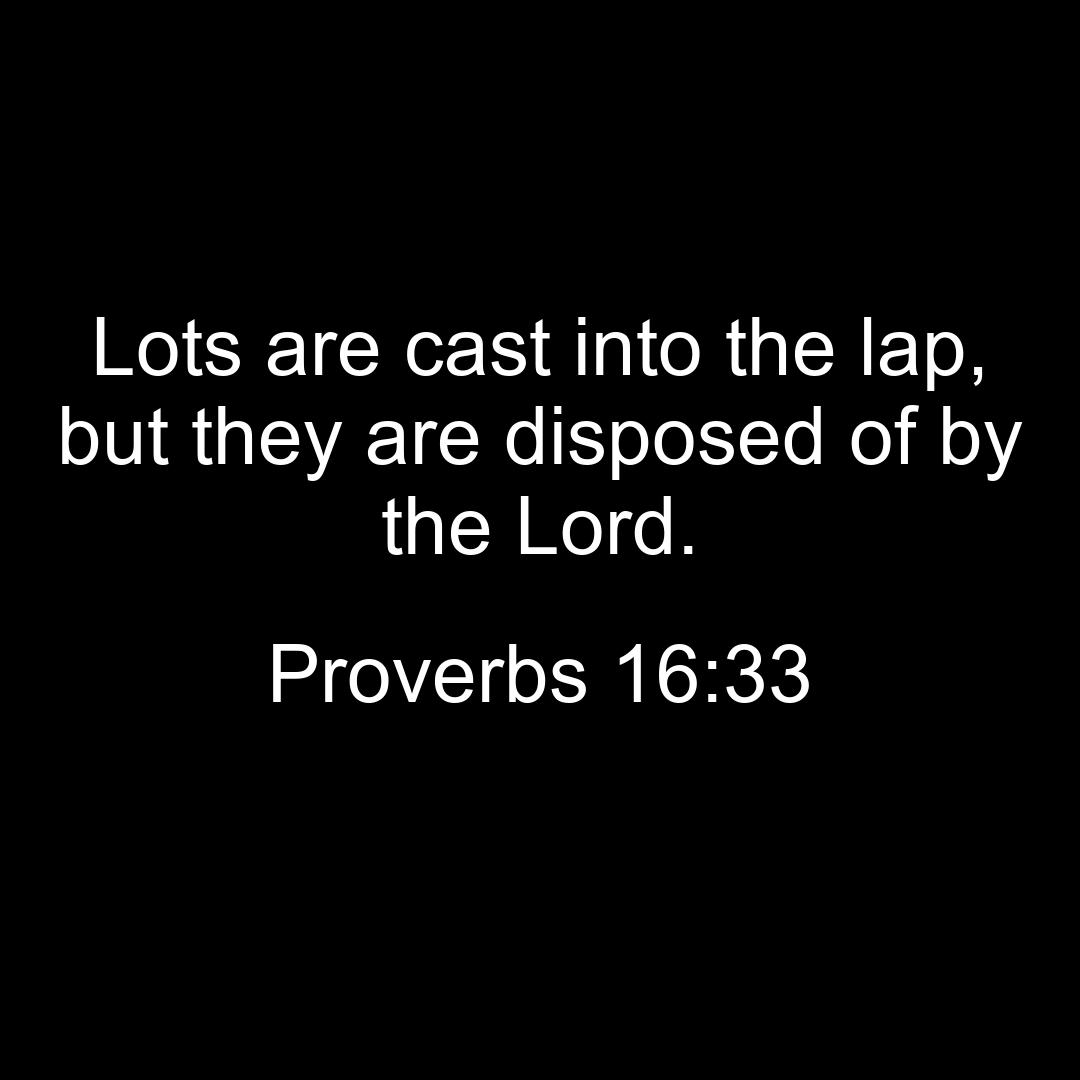 Lots are cast into the lap,
but they are disposed of by
the Lord.
Proverbs 16:33